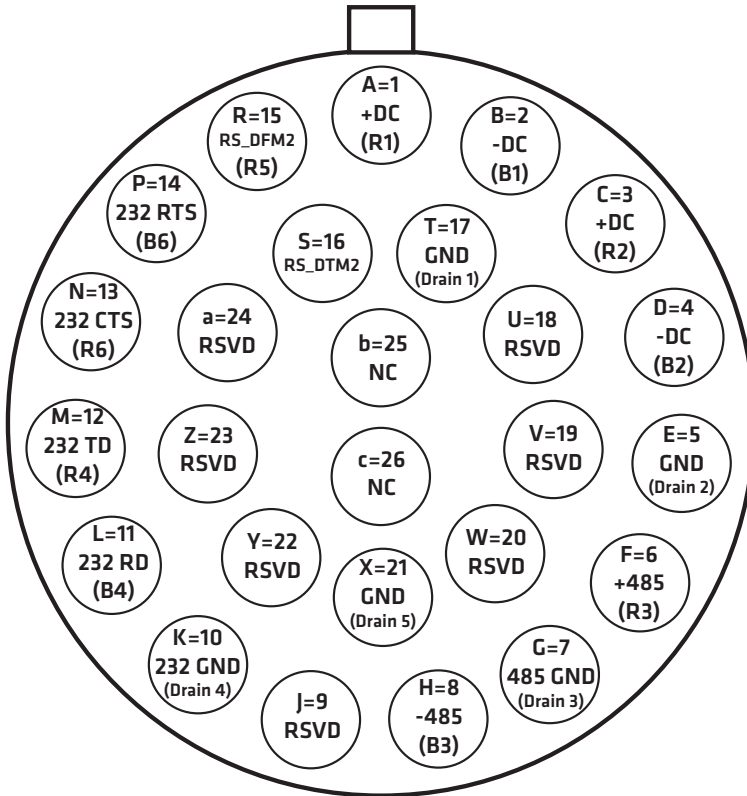 A=1
+DC
(R1)
B=2
-DC
(B1)
C=3
+DC
(R2)
D=4
-DC
(B2)
E=5
GND
(Drain 2)
F=6
+485
(R3)
G=7
485 GND
(Drain 3)
H=8
-485
(B3)
J=9
RSVD
K=10
232 GND
(Drain 4)
L=11
232 RD
(B4)
M=12
232 TD
(R4)
N=13
232 CTS
(R6)
P=14
232 RTS
(B6)
R=15
RS_DFM2
(R5)
S=16
RS_DTM2
T=17
GND
(Drain 1)
U=18
RSVD
V=19
RSVD
W=20
RSVD
X=21
GND
(Drain 5)
Y=22
RSVD
Z=23
RSVD
a=24
RSVD
b=25
NC
c=26
NC